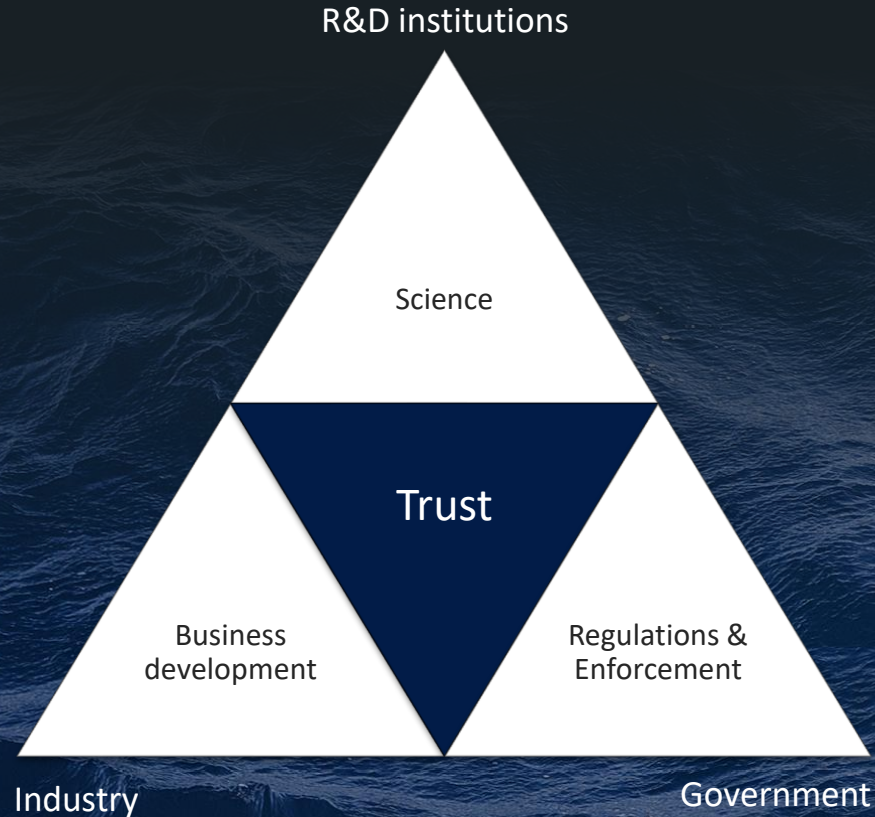 R&D institutions
Science
Trust
Business
development
Regulations &
Enforcement
Industry
Government